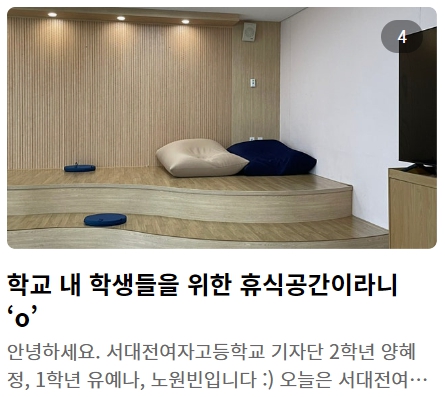 4
학교 내 학생들을 위한 휴식공간이라니
‘o’
안녕하세요. 서대전여자고등학교 기자단 2학년 양혜
정, 1학년 유예나, 노원빈입니다 :) 오늘은 서대전여…